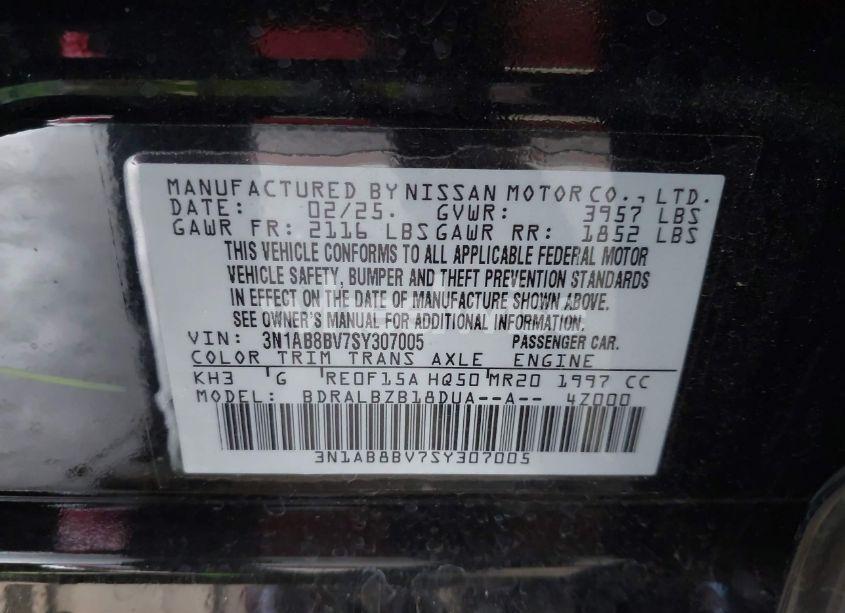 MANUFACTURED BY NISSAN MOTOR CO., LTD.
DATE: 02/25. GVWR: 3957 LBS
GAWR FR: 2116 LBS GAWR RR: 1852 LBS
THIS VEHICLE CONFORMS TO ALL APPLICABLE FEDERAL MOTOR
VEHICLE SAFETY, BUMPER AND THEFT PREVENTION STANDARDS
IN EFFECT ON THE DATE OF MANUFACTURE SHOWN ABOVE.
SEE OWNER'S MANUAL FOR ADDITIONAL INFORMATION.
VIN: 3N1AB8BV7SY307005 PASSENGER CAR.
COLOR TRIM TRANS AXLE ENGINE
KH3 G RE0F15A HQ50 MR20 1997 CC
MODEL: BDRALBZB18DUA--A-- 4Z000
3N1AB8BV7SY307005